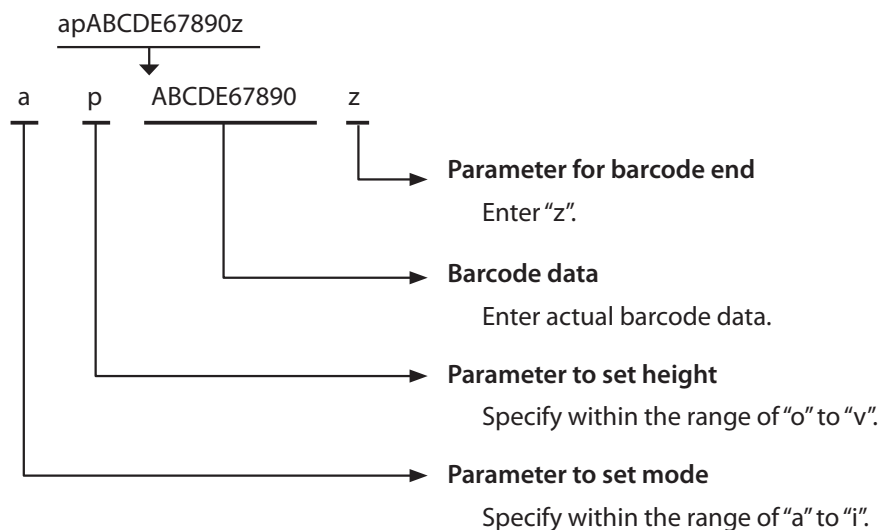 apABCDE67890z
a p ABCDE67890 z
Parameter for barcode end
Enter “z”.
Barcode data
Enter actual barcode data.
Parameter to set height
Specify within the range of “o” to “v”.
Parameter to set mode
Specify within the range of “a” to “i”.